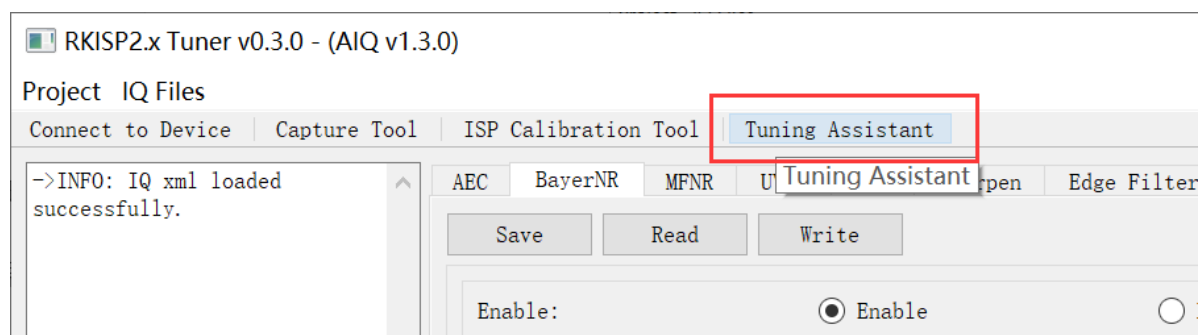 RKISP2.x Tuner v0.3.0 - (AIQ v1.3.0)
Project IQ Files
Connect to Device Capture Tool ISP Calibration Tool Tuning Assistant
->INFO: IQ xml loaded
successfully.
AEC BayerNR MFNR Edge Filter
Tuning Assistant
Save Read Write
Enable: Enable